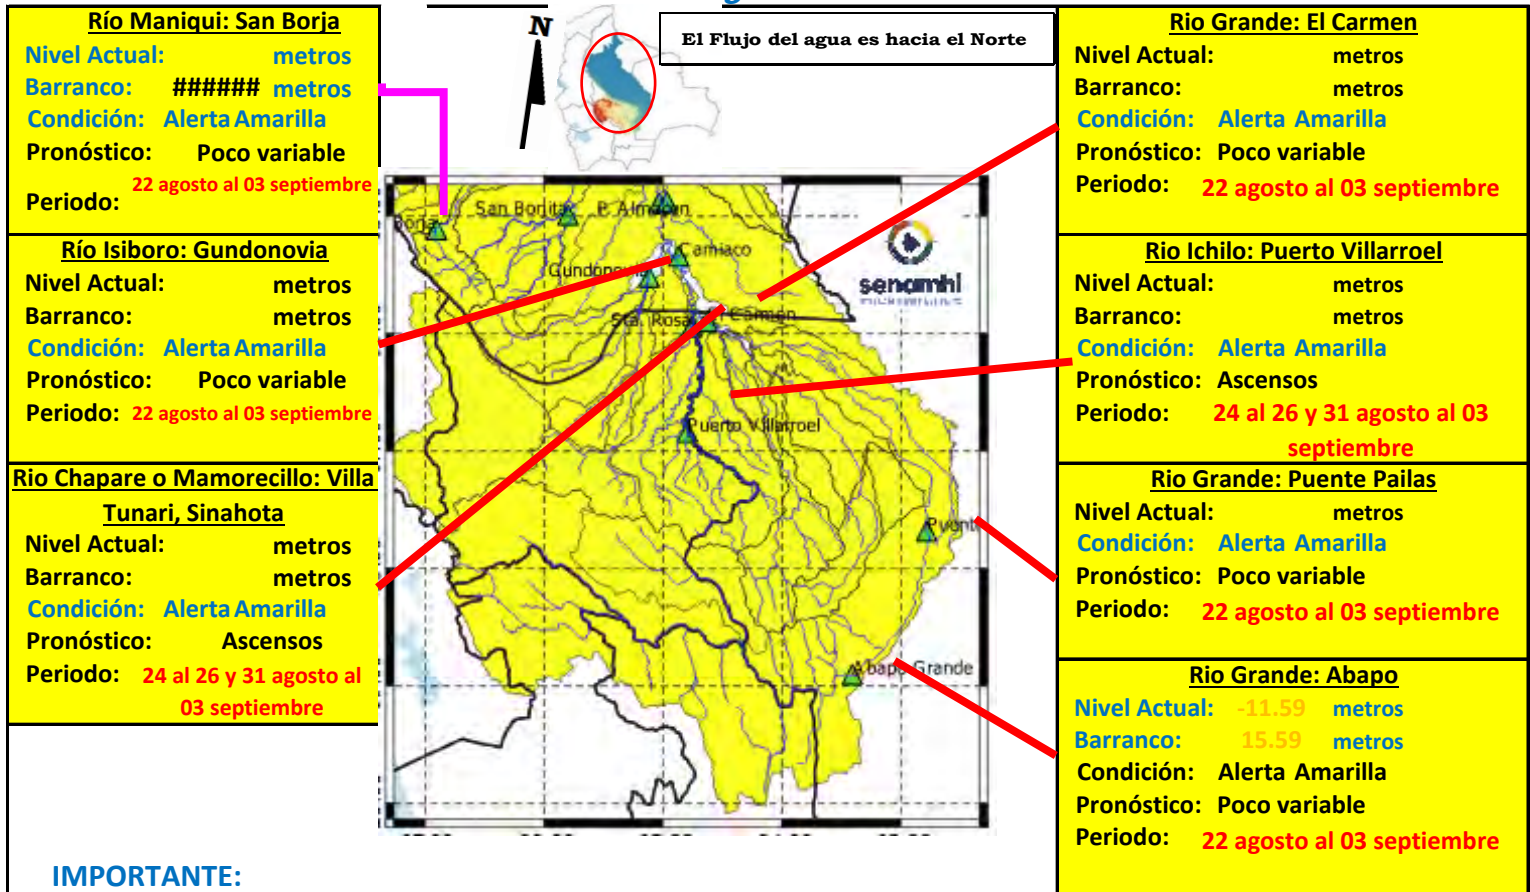 Río Maniqui: San Borja
Nivel Actual: metros
Barranco: ###### metros
Condición: Alerta Amarilla
Pronóstico: Poco variable
22 agosto al 03 septiembre
Periodo:
Río Isiboro: Gundonovia
Nivel Actual: metros
Barranco: metros
Condición: Alerta Amarilla
Pronóstico: Poco variable
Periodo: 22 agosto al 03 septiembre
Rio Chapare o Mamorecillo: Villa
Tunari, Sinahota
Nivel Actual: metros
Barranco: metros
Condición: Alerta Amarilla
Pronóstico: Ascensos
Periodo: 24 al 26 y 31 agosto al
03 septiembre
IMPORTANTE:
N
El Flujo del agua es hacia el Norte
San Bonita
P. Almacen
Borja
Camiaco
Gundonovia
senamhi
Sta. Rosa
Carmen
Puerto Villarroel
Puent
Abapo Grande
Rio Grande: El Carmen
Nivel Actual: metros
Barranco: metros
Condición: Alerta Amarilla
Pronóstico: Poco variable
Periodo: 22 agosto al 03 septiembre
Rio Ichilo: Puerto Villarroel
Nivel Actual: metros
Barranco: metros
Condición: Alerta Amarilla
Pronóstico: Ascensos
Periodo: 24 al 26 y 31 agosto al 03
septiembre
Rio Grande: Puente Pailas
Nivel Actual: metros
Condición: Alerta Amarilla
Pronóstico: Poco variable
Periodo: 22 agosto al 03 septiembre
Rio Grande: Abapo
Nivel Actual: -11.59 metros
Barranco: 15.59 metros
Condición: Alerta Amarilla
Pronóstico: Poco variable
Periodo: 22 agosto al 03 septiembre